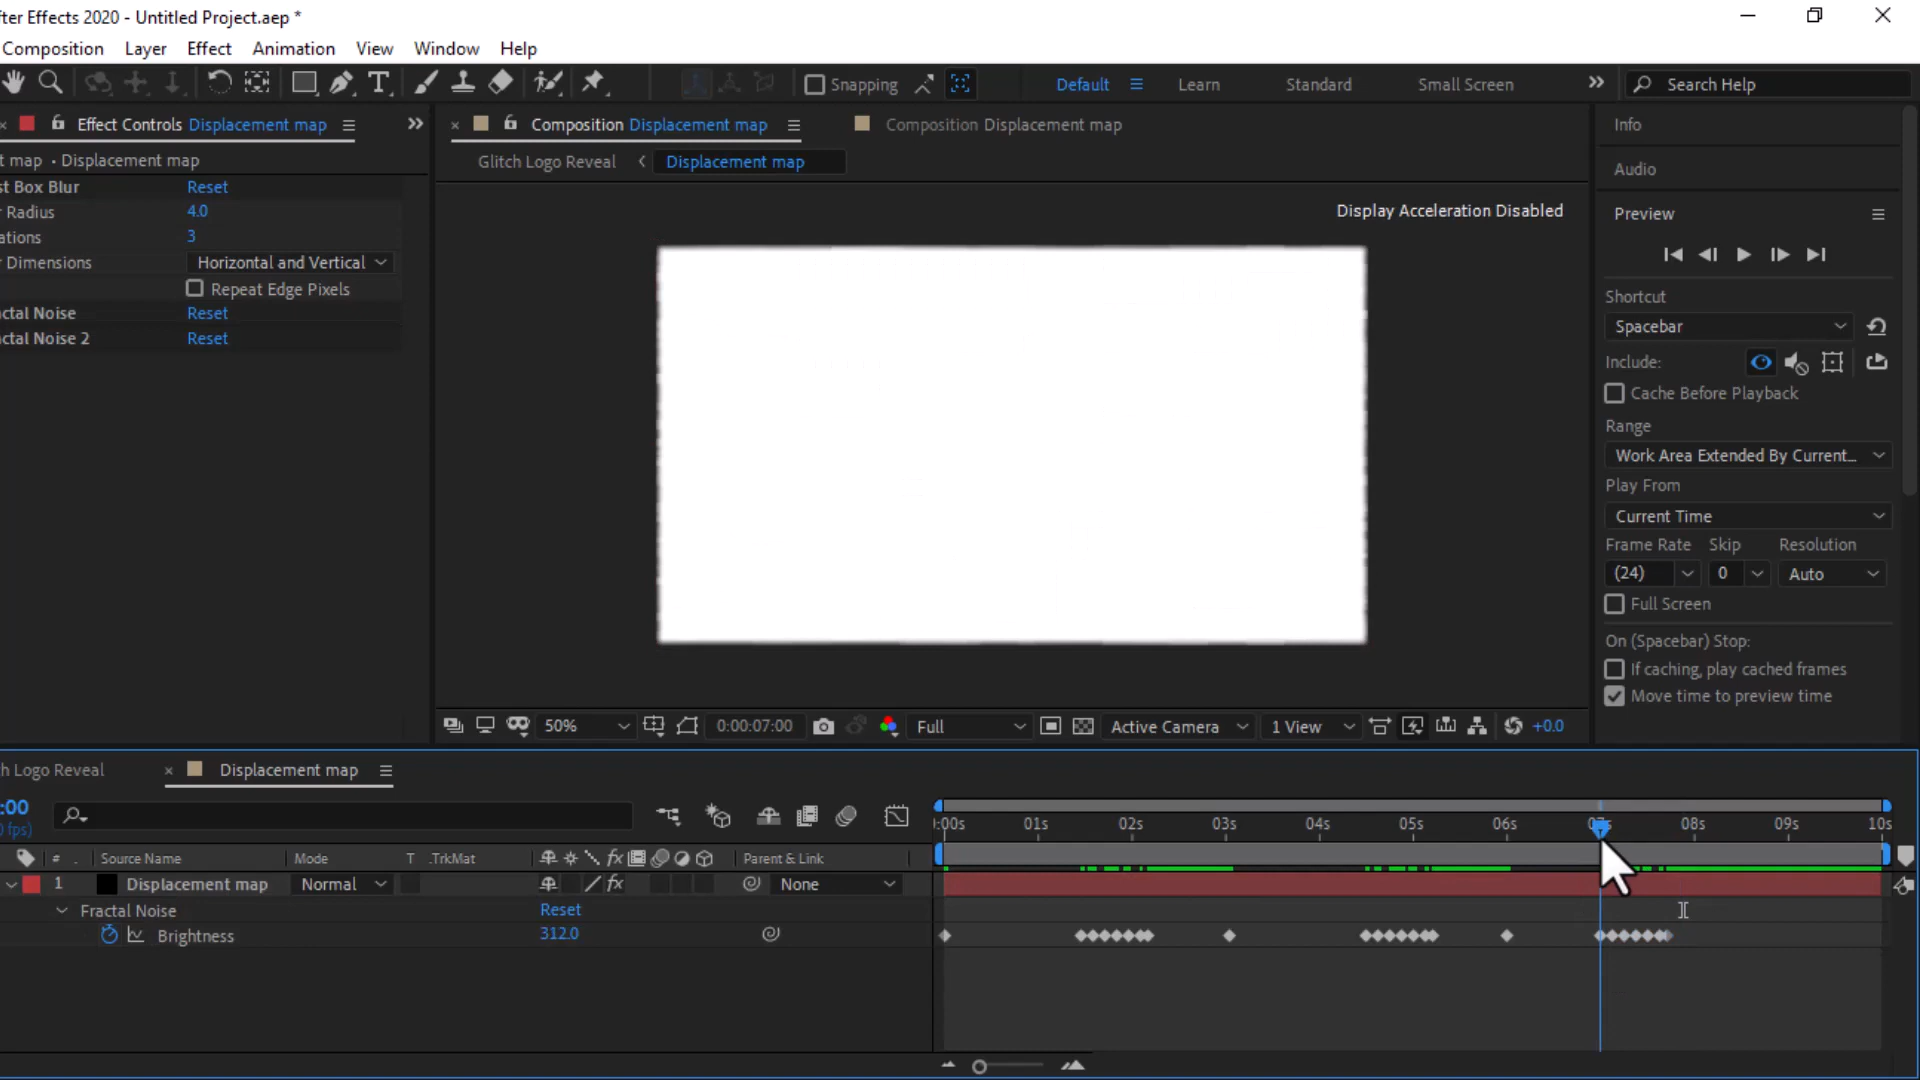 fter Effects 2020 - Untitled Project.aep *
Composition Layer Effect Animation View Window Help
Snapping
Default Learn Standard Small Screen
Search Help
Effect Controls Displacement map
t map • Displacement map
st Box Blur Reset
r Radius 4.0
ations 3
r Dimensions Horizontal and Vertical
Repeat Edge Pixels
ctal Noise Reset
ctal Noise 2 Reset
Composition Displacement map
Composition Displacement map
Glitch Logo Reveal Displacement map
Display Acceleration Disabled
50% 0:00:07:00 Full Active Camera 1 View +0.0
Info
Audio
Preview
Shortcut
Spacebar
Include:
Cache Before Playback
Range
Work Area Extended By Current...
Play From
Current Time
Frame Rate Skip Resolution
(24) 0 Auto
Full Screen
On (Spacebar) Stop:
If caching, play cached frames
Move time to preview time
h Logo Reveal Displacement map
:00
0 fps)
:00s 01s 02s 03s 04s 05s 06s 07s 08s 09s 10s
# . Source Name Mode T .TrkMat fx Parent & Link
1 Displacement map Normal fx None
Fractal Noise Reset
Brightness 312.0